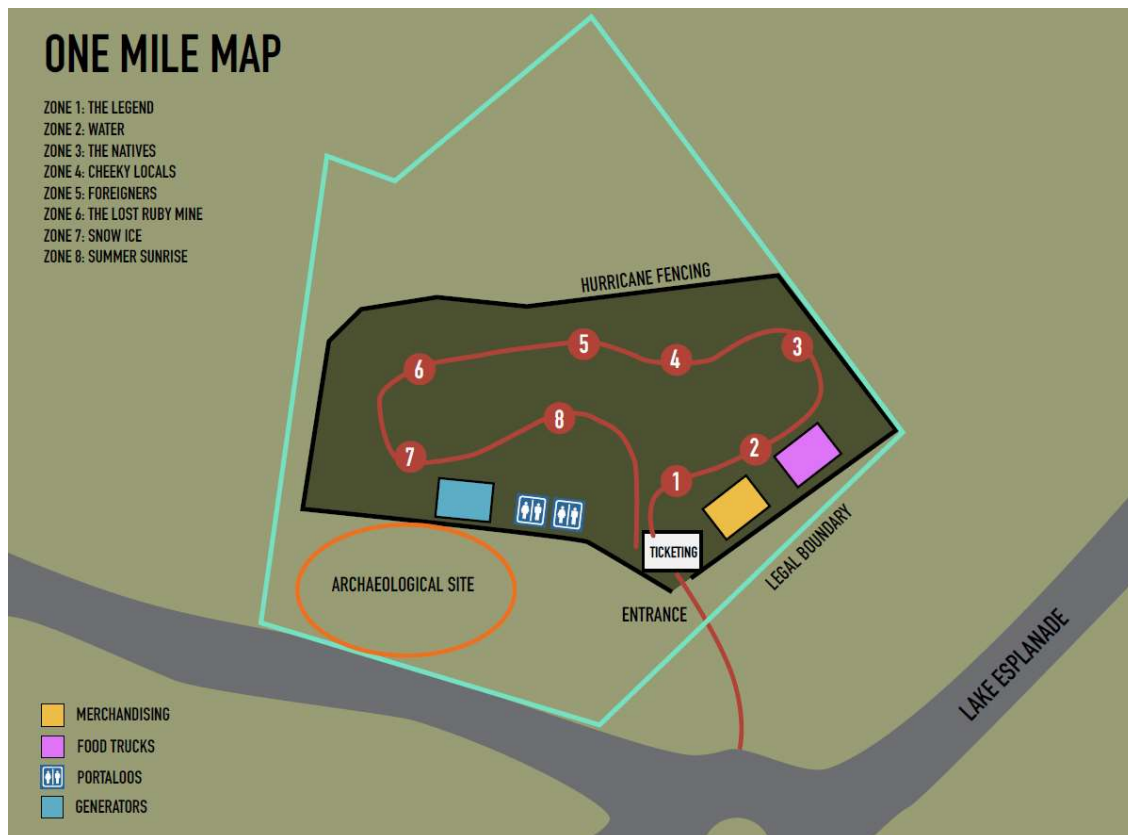 ONE MILE MAP
ZONE 1: THE LEGEND
ZONE 2: WATER
ZONE 3: THE NATIVES
ZONE 4: CHEEKY LOCALS
ZONE 5: FOREIGNERS
ZONE 6: THE LOST RUBY MINE
ZONE 7: SNOW ICE
ZONE 8: SUMMER SUNRISE
HURRICANE FENCING
3
5
4
6
8
2
7
1
TICKETING
LEGAL BOUNDARY
ARCHAEOLOGICAL SITE
ENTRANCE
LAKE ESPLANADE
MERCHANDISING
FOOD TRUCKS
PORTALOOS
GENERATORS